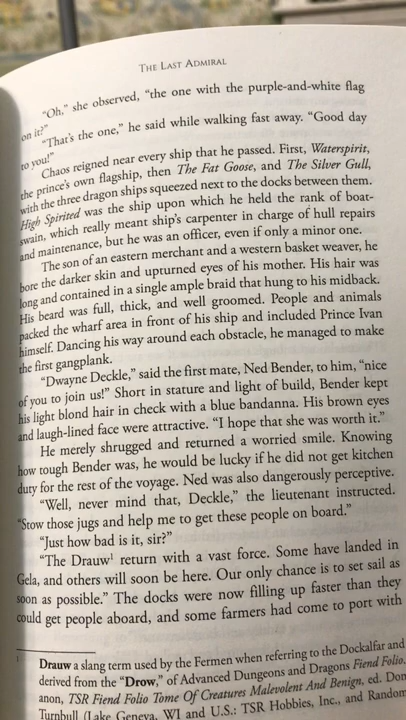 THE LAST ADMIRAL
"Oh," she observed, "the one with the purple-and-white flag
on it?"
"That's the one," he said while walking fast away. "Good day
to you!"
Chaos reigned near every ship that he passed. First, Waterspirit,
the prince's own flagship, then The Fat Goose, and The Silver Gull,
with the three dragon ships squeezed next to the docks between them.
High Spirited was the ship upon which he held the rank of boat-
swain, which really meant ship's carpenter in charge of hull repairs
and maintenance, but he was an officer, even if only a minor one.
The son of an eastern merchant and a western basket weaver, he
bore the darker skin and upturned eyes of his mother. His hair was
long and contained in a single ample braid that hung to his midback.
His beard was full, thick, and well groomed. People and animals
packed the wharf area in front of his ship and included Prince Ivan
himself. Dancing his way around each obstacle, he managed to make
the first gangplank.
"Dwayne Deckle," said the first mate, Ned Bender, to him, "nice
of you to join us!" Short in stature and light of build, Bender kept
his light blond hair in check with a blue bandanna. His brown eyes
and laugh-lined face were attractive. "I hope that she was worth it."
He merely shrugged and returned a worried smile. Knowing
how tough Bender was, he would be lucky if he did not get kitchen
duty for the rest of the voyage. Ned was also dangerously perceptive.
"Well, never mind that, Deckle," the lieutenant instructed.
"Stow those jugs and help me to get these people on board."
"Just how bad is it, sir?"
"The Drauw¹ return with a vast force. Some have landed in
Gela, and others will soon be here. Our only chance is to set sail as
soon as possible." The docks were now filling up faster than they
could get people aboard, and some farmers had come to port with
Drauw a slang term used by the Fermen when referring to the Dockalfar and
derived from the "Drow," of Advanced Dungeons and Dragons Fiend Folio.
anon, TSR Fiend Folio Tome Of Creatures Malevolent And Benign, ed. Don
Turnbull (Lake Geneva, WI and U.S.: TSR Hobbies, Inc., and Random